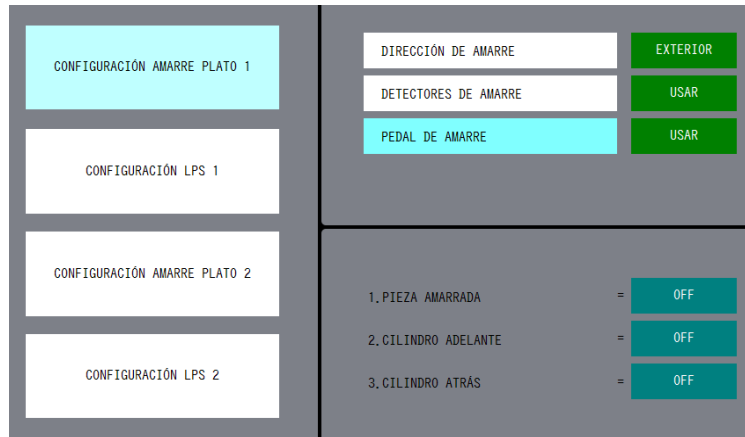 CONFIGURACIÓN AMARRE PLATO 1
CONFIGURACIÓN LPS 1
CONFIGURACIÓN AMARRE PLATO 2
CONFIGURACIÓN LPS 2
DIRECCIÓN DE AMARRE EXTERIOR
DETECTORES DE AMARRE USAR
PEDAL DE AMARRE USAR
1.PIEZA AMARRADA = OFF
2.CILINDRO ADELANTE = OFF
3.CILINDRO ATRÁS = OFF